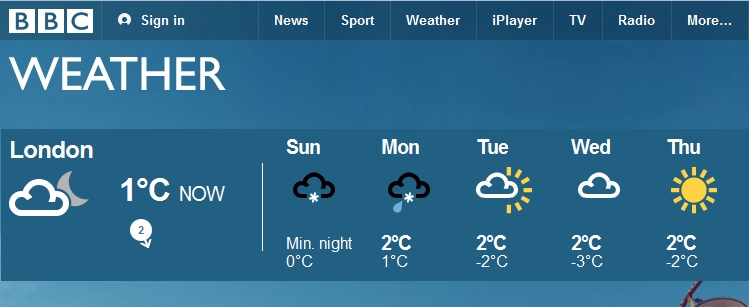 BBC Sign in News Sport Weather iPlayer TV Radio More...
WEATHER
London Sun Mon Tue Wed Thu
1°C NOW
2
Min. night 2°C 2°C 2°C 2°C
0°C 1°C -2°C -3°C -2°C